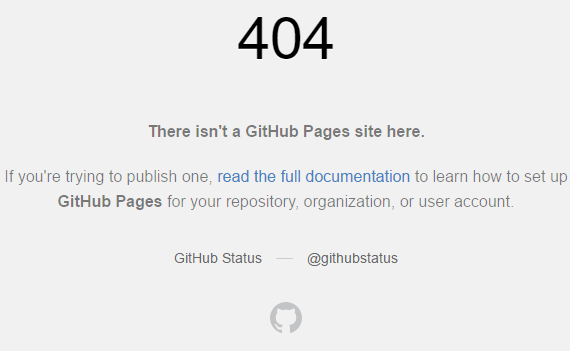 404
There isn't a GitHub Pages site here.
If you're trying to publish one, read the full documentation to learn how to set up
GitHub Pages for your repository, organization, or user account.
GitHub Status — @githubstatus